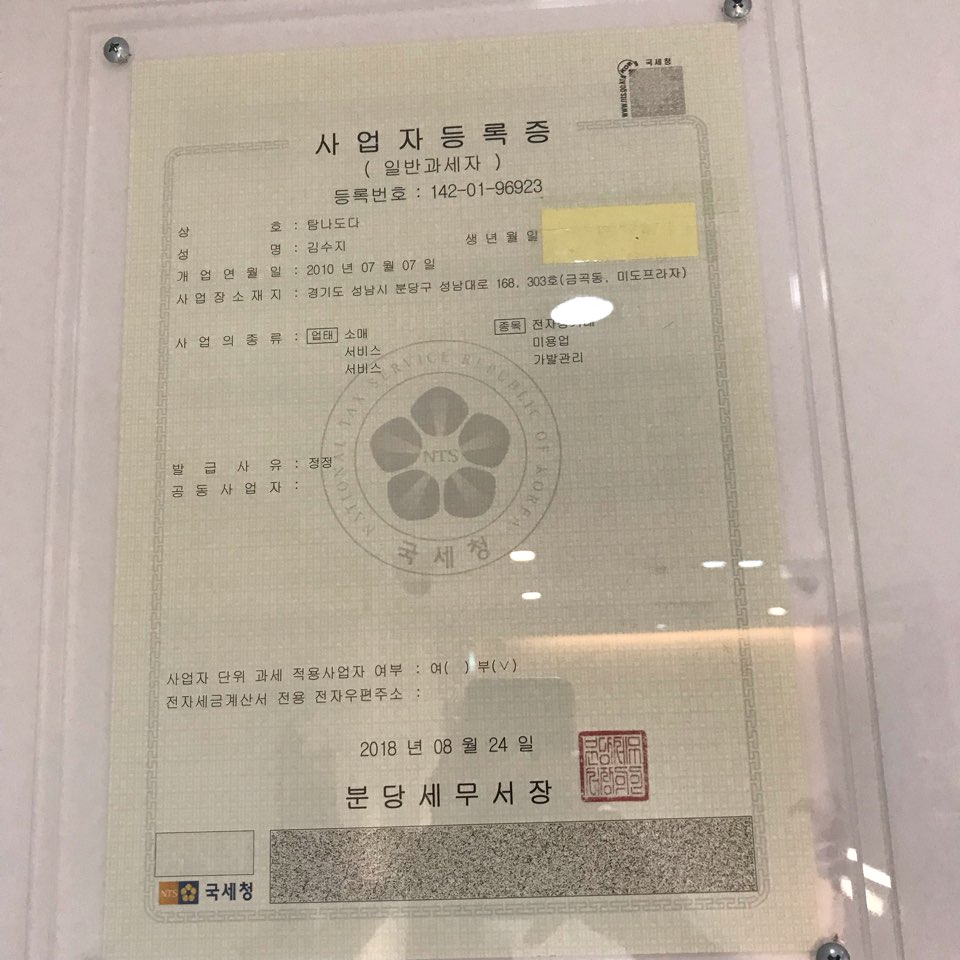 국세청
사업자등록증
( 일반과세자 )
등록번호 : 142-01-96923
상 호 : 탐나도다
성 명 : 김수지 생 년 월 일
개 업 연 월 일 : 2010 년 07 월 07 일
사 업 장 소 재 지 : 경기도 성남시 분당구 성남대로 168, 303호(금곡동, 미도프라자)
사 업 의 종 류 : 업태 소매 종목
서비스 미용업
서비스 가발관리
NATIONAL TAX SERVICE REPUBLIC OF KOREA
NTS
국세청
발 급 사 유 : 정정
공 동 사 업 자 :
사업자 단위 과세 적용사업자 여부 : 여( ) 부(∨)
전자세금계산서 전용 전자우편주소 :
2018 년 08 월 24 일
분당세무서장
NTS 국세청